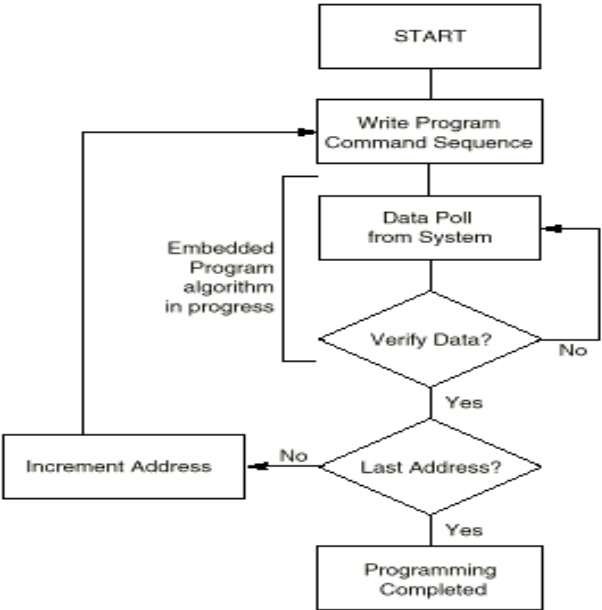 START
Write Program
Command Sequence
Data Poll
from System
Embedded
Program
algorithm
in progress
Verify Data?
No
Yes
Increment Address
No
Last Address?
Yes
Programming
Completed